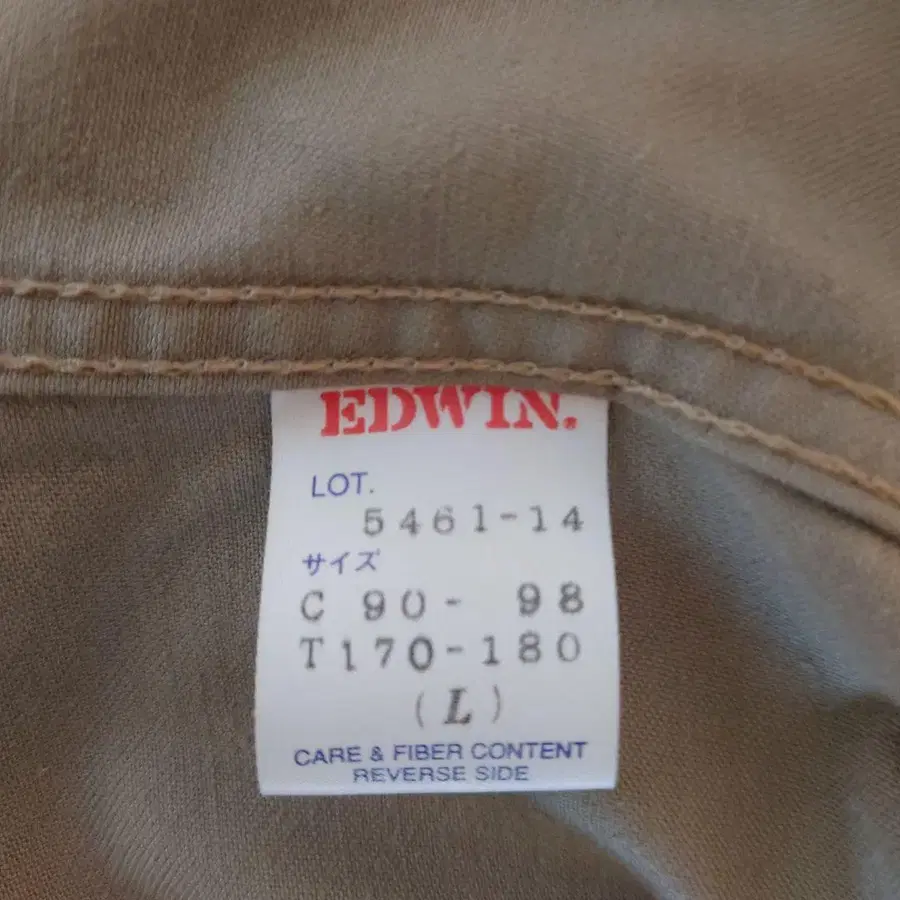 EDWIN.
LOT.
5461-14
サイズ
C 90- 98
T170-180
(L)
CARE & FIBER CONTENT
REVERSE SIDE